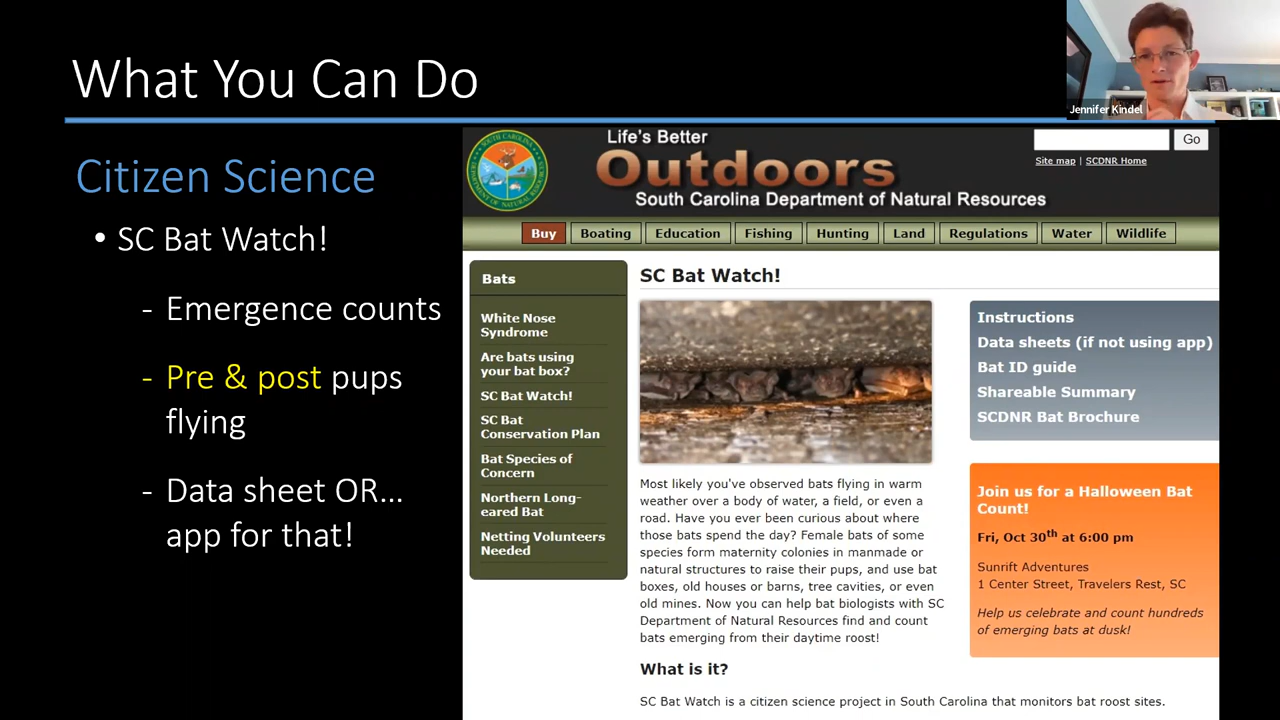 What You Can Do
Jennifer Kindel
Citizen Science
• SC Bat Watch!
- Emergence counts
- Pre & post pups
flying
- Data sheet OR...
app for that!
Life's Better
Outdoors
South Carolina Department of Natural Resources
Go
Site map | SCDNR Home
Buy
Boating
Education
Fishing
Hunting
Land
Regulations
Water
Wildlife
Bats
White Nose
Syndrome
Are bats using
your bat box?
SC Bat Watch!
SC Bat
Conservation Plan
Bat Species of
Concern
Northern Long-
eared Bat
Netting Volunteers
Needed
SC Bat Watch!
Most likely you've observed bats flying in warm
weather over a body of water, a field, or even a
road. Have you ever been curious about where
those bats spend the day? Female bats of some
species form maternity colonies in manmade or
natural structures to raise their pups, and use bat
boxes, old houses or barns, tree cavities, or even
old mines. Now you can help bat biologists with SC
Department of Natural Resources find and count
bats emerging from their daytime roost!
What is it?
SC Bat Watch is a citizen science project in South Carolina that monitors bat roost sites.
Instructions
Data sheets (if not using app)
Bat ID guide
Shareable Summary
SCDNR Bat Brochure
Join us for a Halloween Bat
Count!
Fri, Oct 30th at 6:00 pm
Sunrift Adventures
1 Center Street, Travelers Rest, SC
Help us celebrate and count hundreds
of emerging bats at dusk!